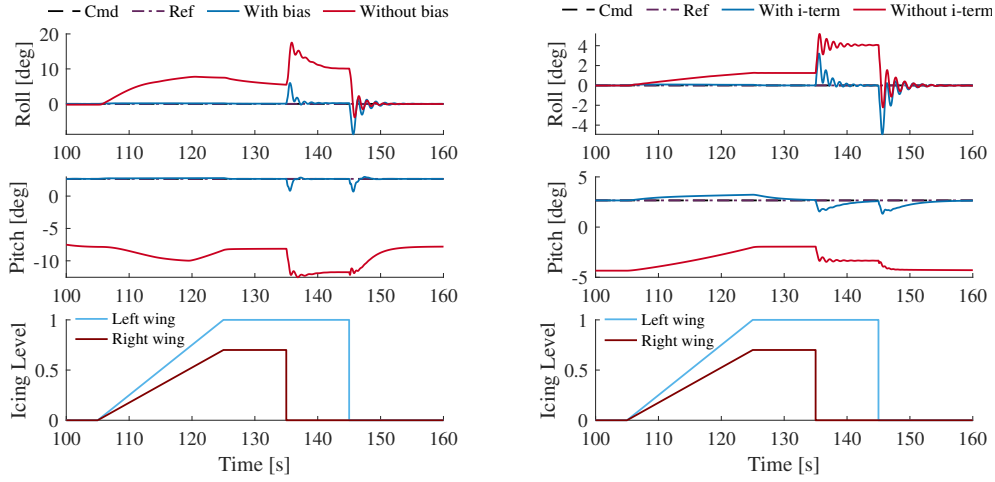 Cmd Ref With bias Without bias
20
10
0
Roll [deg]
100 110 120 130 140 150 160
0
-5
-10
Pitch [deg]
100 110 120 130 140 150 160
Left wing
Right wing
1
0.5
0
Icing Level
100 110 120 130 140 150 160
Time [s]
Cmd Ref With i-term Without i-term
4
2
0
-2
-4
Roll [deg]
100 110 120 130 140 150 160
5
0
-5
Pitch [deg]
100 110 120 130 140 150 160
Left wing
Right wing
1
0.5
0
Icing Level
100 110 120 130 140 150 160
Time [s]